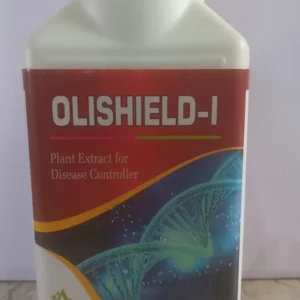 OLISHIELD-I
Plant Extract for
Disease Controller